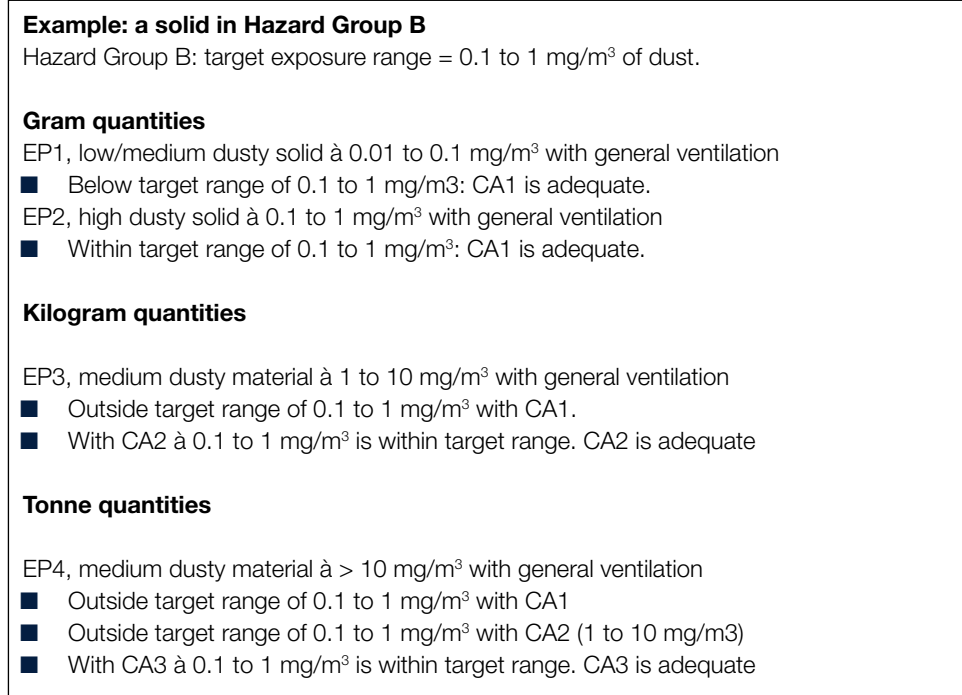 Example: a solid in Hazard Group B
Hazard Group B: target exposure range = 0.1 to 1 mg/m³ of dust.
Gram quantities
EP1, low/medium dusty solid à 0.01 to 0.1 mg/m³ with general ventilation
■ Below target range of 0.1 to 1 mg/m3: CA1 is adequate.
EP2, high dusty solid à 0.1 to 1 mg/m³ with general ventilation
■ Within target range of 0.1 to 1 mg/m³: CA1 is adequate.
Kilogram quantities
EP3, medium dusty material à 1 to 10 mg/m³ with general ventilation
■ Outside target range of 0.1 to 1 mg/m³ with CA1.
■ With CA2 à 0.1 to 1 mg/m³ is within target range. CA2 is adequate
Tonne quantities
EP4, medium dusty material à > 10 mg/m³ with general ventilation
■ Outside target range of 0.1 to 1 mg/m³ with CA1
■ Outside target range of 0.1 to 1 mg/m³ with CA2 (1 to 10 mg/m3)
■ With CA3 à 0.1 to 1 mg/m³ is within target range. CA3 is adequate